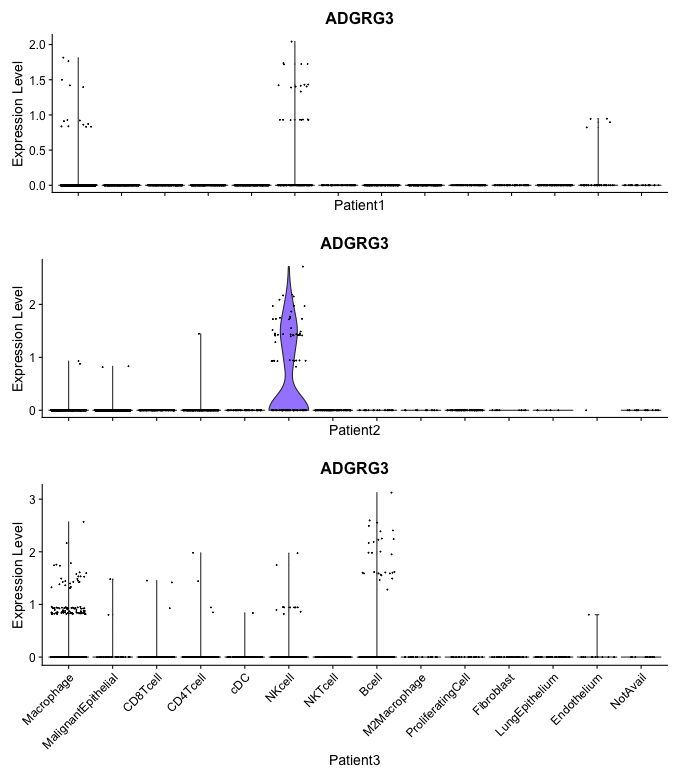 ADGRG3
Expression Level
2.0
1.5
1.0
0.5
0.0
Patient1
ADGRG3
Expression Level
2
1
0
Patient2
ADGRG3
Expression Level
3
2
1
0
Macrophage
MalignantEpithelial
CD8Tcell
CD4Tcell
cDC
NKcell
NKTcell
Bcell
M2Macrophage
ProliferatingCell
Fibroblast
LungEpithelium
Endothelium
NotAvail
Patient3